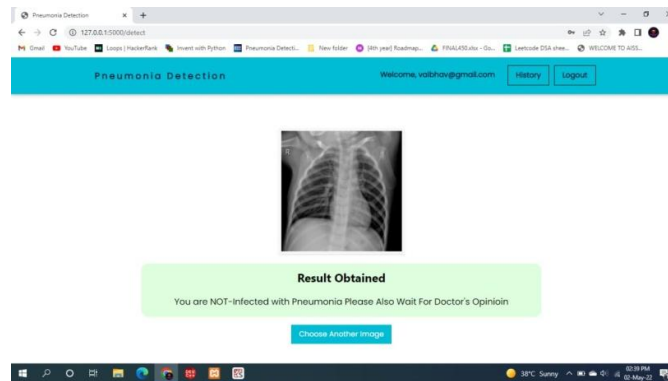 Pneumonia Detection
127.0.0.1:5000/detect
Gmail YouTube Loops | HackerRank Invent with Python Pneumonia Detecti... New folder (4th year) Roadmap... FINAL450.xlsx - Go... Leetcode DSA shee... WELCOME TO AISS...
Pneumonia Detection Welcome, vaibhav@gmail.com History Logout
R
Result Obtained
You are NOT-Infected with Pneumonia Please Also Wait For Doctor's Opinioin
Choose Another Image
38°C Sunny 02:39 PM
02-May-22